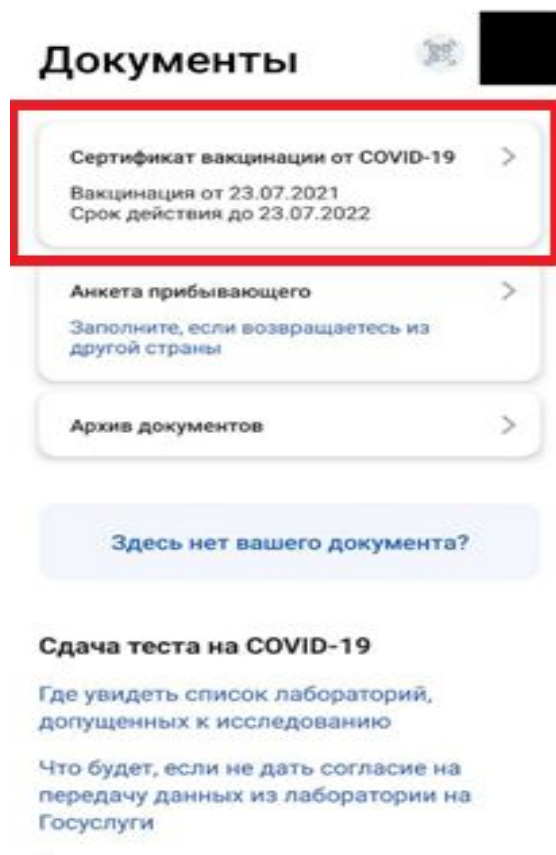 Документы
Сертификат вакцинации от COVID-19
Вакцинация от 23.07.2021
Срок действия до 23.07.2022
Анкета прибывающего
Заполните, если возвращаетесь из
другой страны
Архив документов
Здесь нет вашего документа?
Сдача теста на COVID-19
Где увидеть список лабораторий,
допущенных к исследованию
Что будет, если не дать согласие на
передачу данных из лаборатории на
Госуслуги